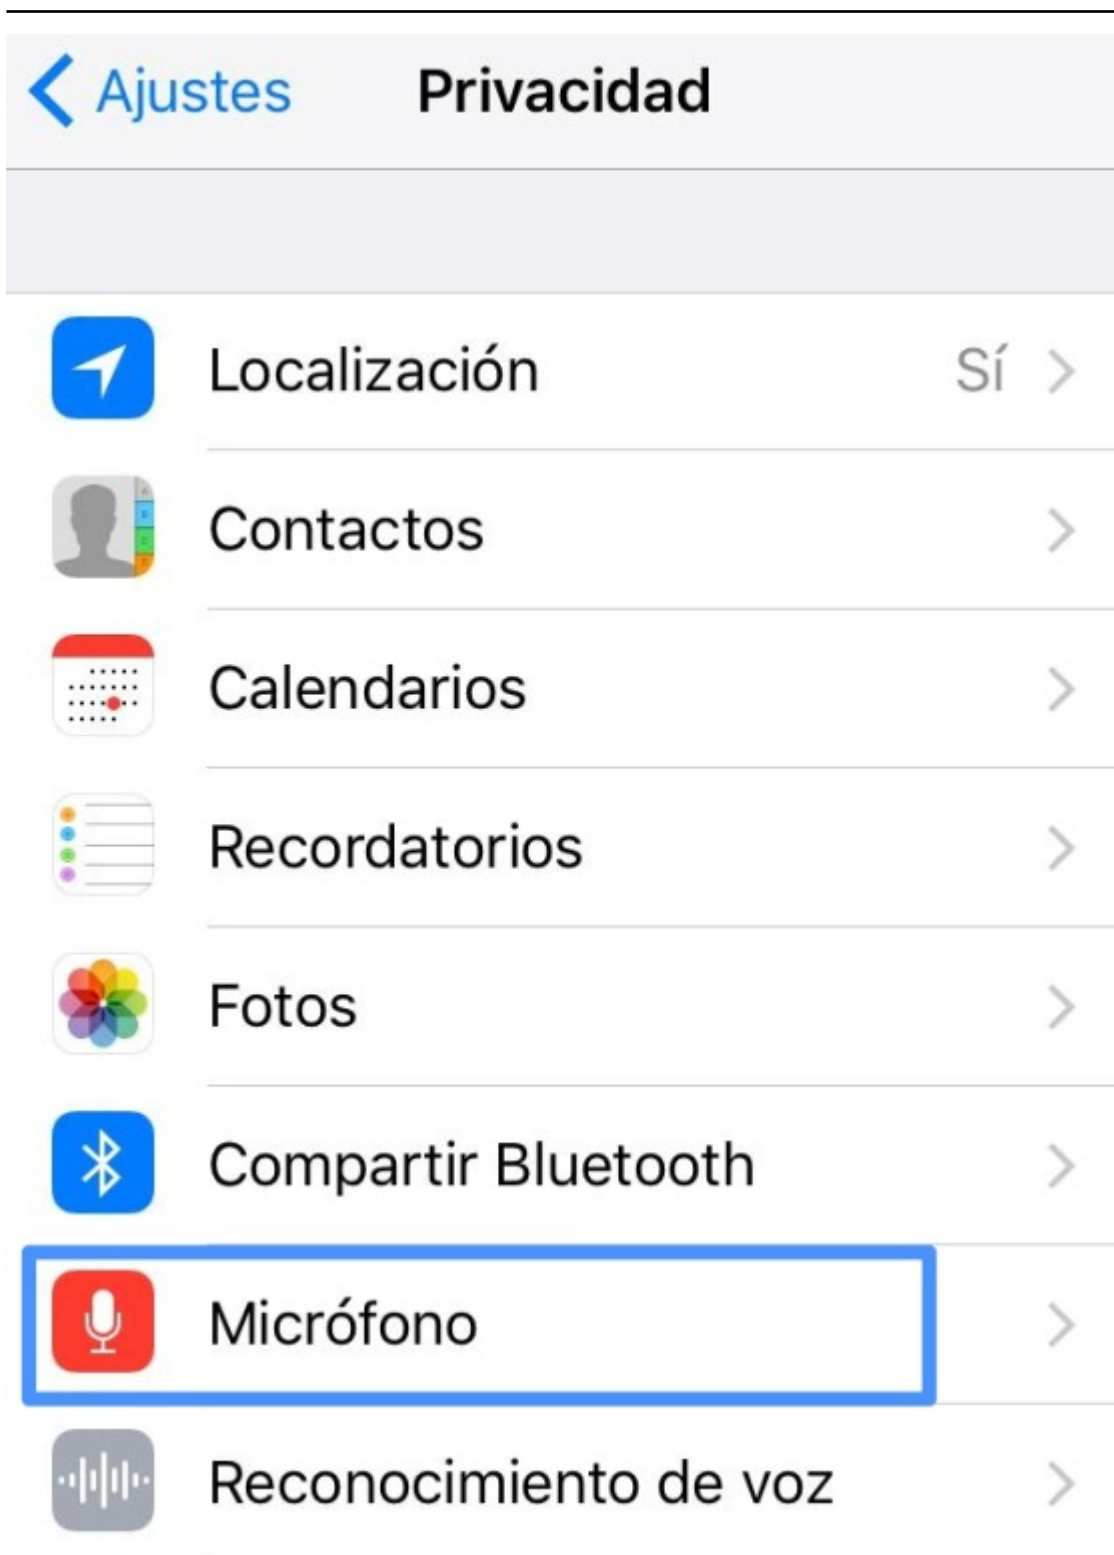 Ajustes Privacidad
Localización Sí
Contactos
Calendarios
Recordatorios
Fotos
Compartir Bluetooth
Micrófono
Reconocimiento de voz